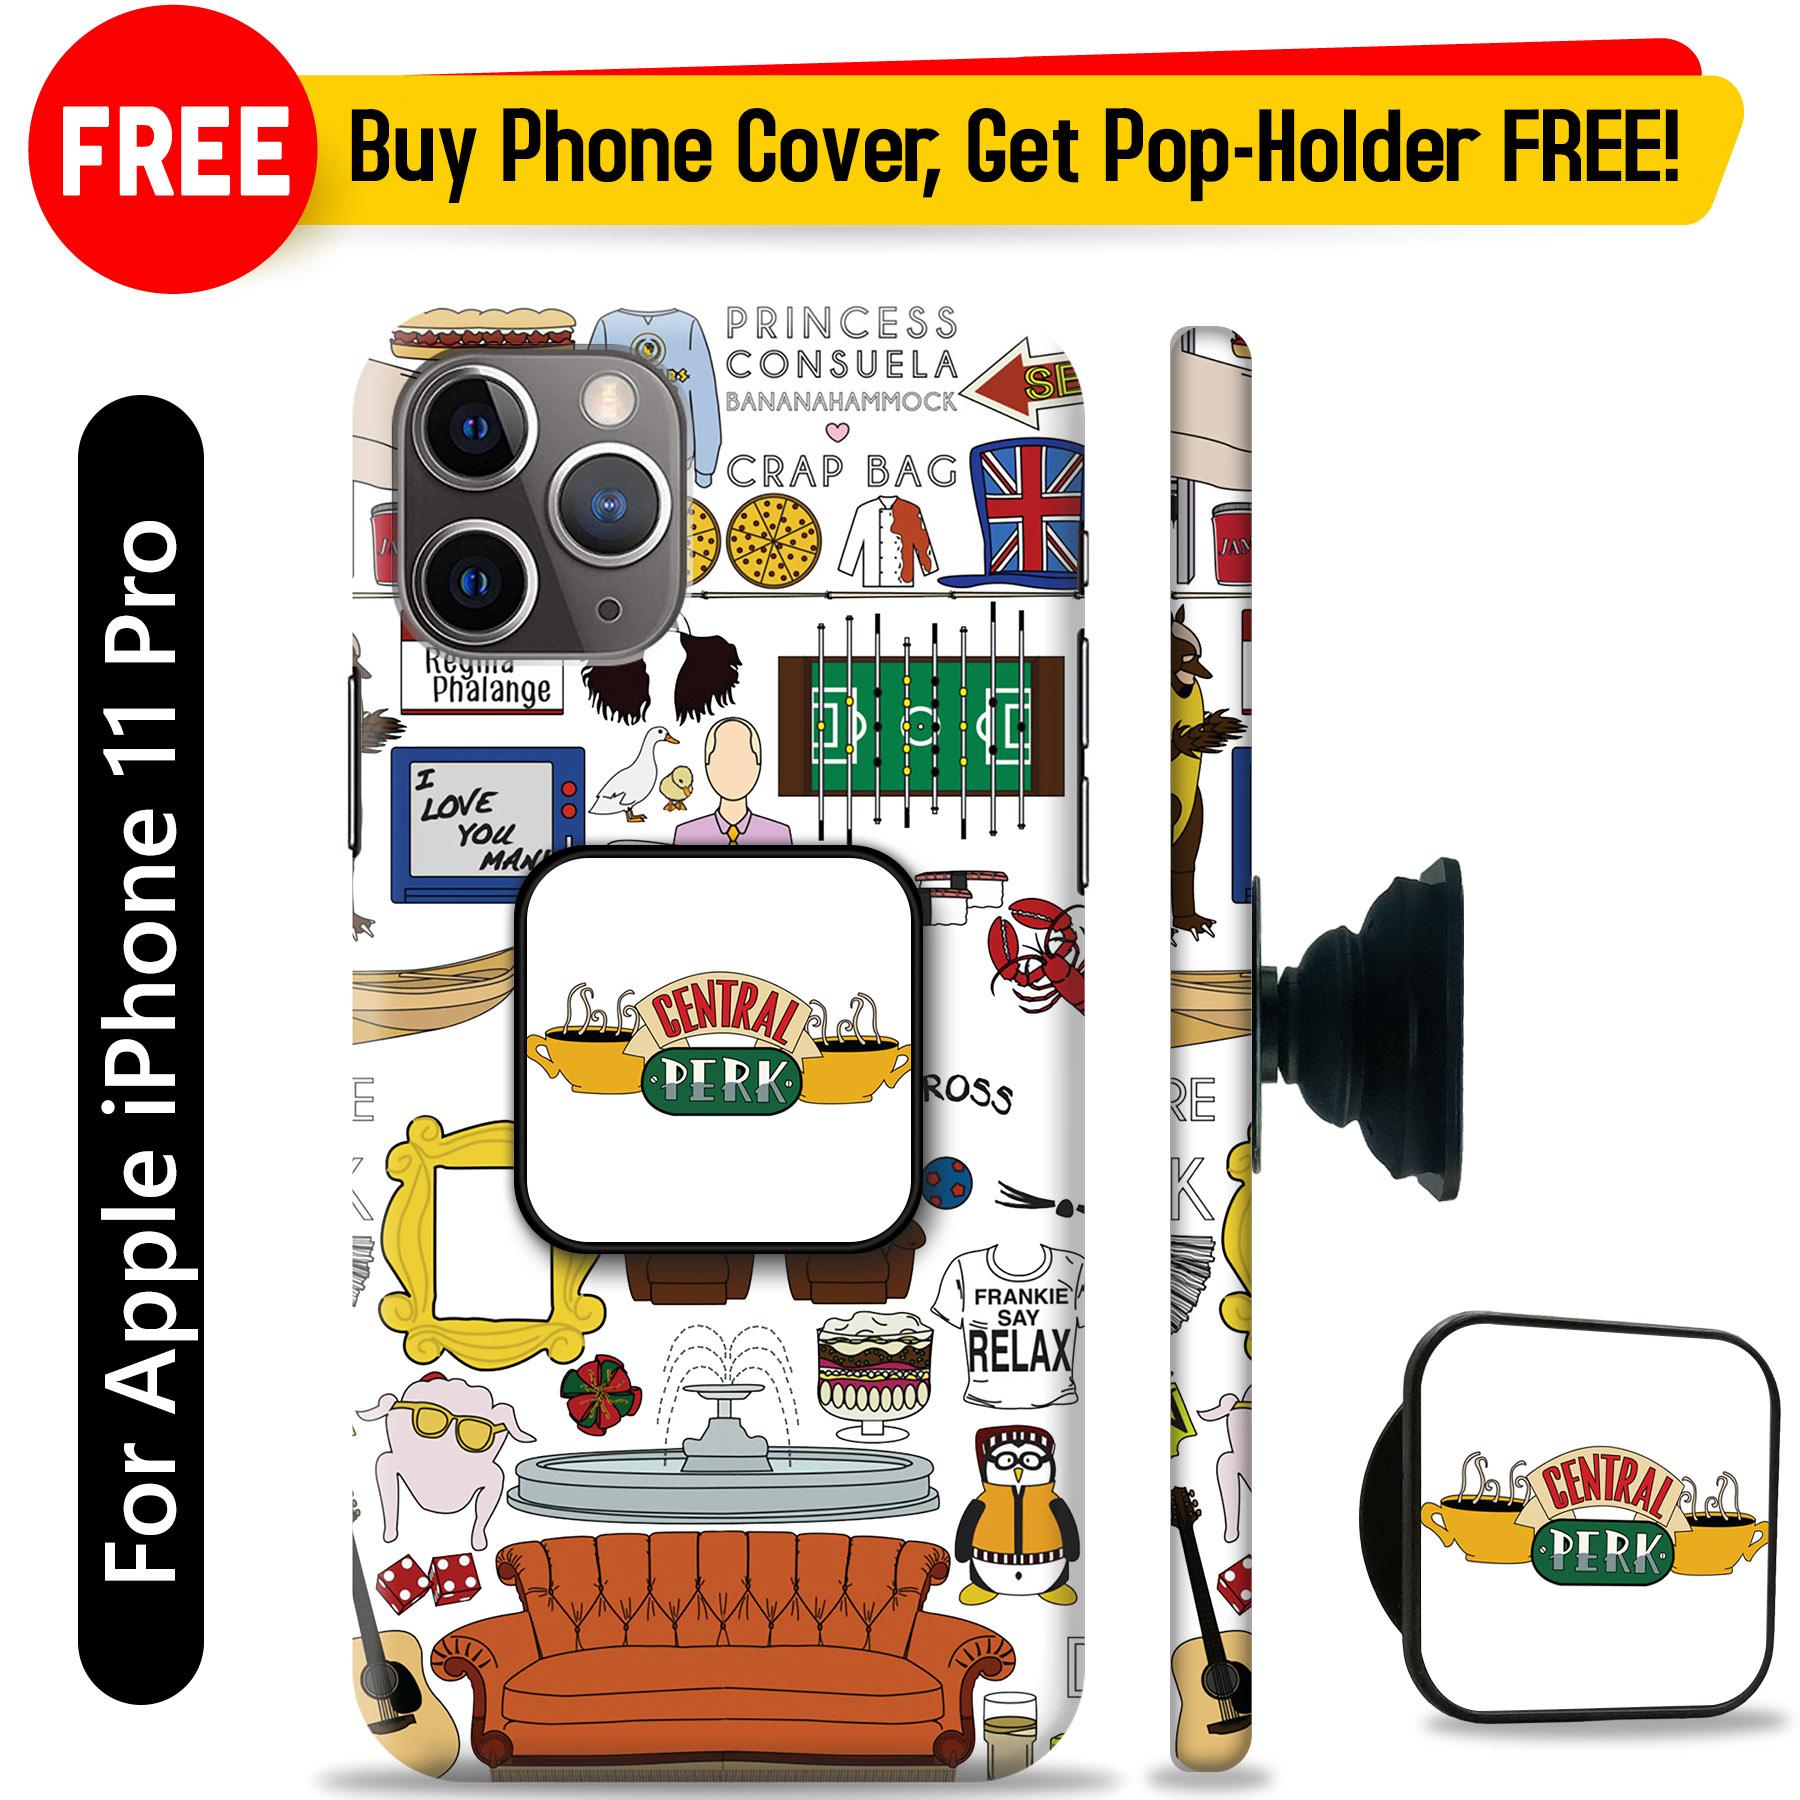 FREE
Buy Phone Cover, Get Pop-Holder FREE!
For Apple iPhone 11 Pro
PRINCESS
CONSUELA
BANANAHAMMOCK
CRAP BAG
Regina
Phalange
I
LOVE
YOU
MAN
ROSS
CENTRAL
PERK
FRANKIE
SAY
RELAX
RE
K
CENTRAL
PERK